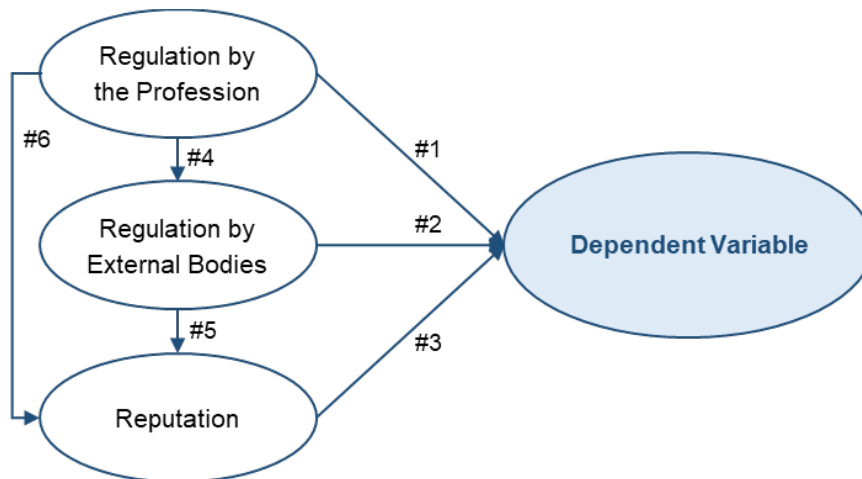 Regulation by
the Profession
#6
#4
#1
Regulation by
External Bodies
#2
Dependent Variable
#5
#3
Reputation